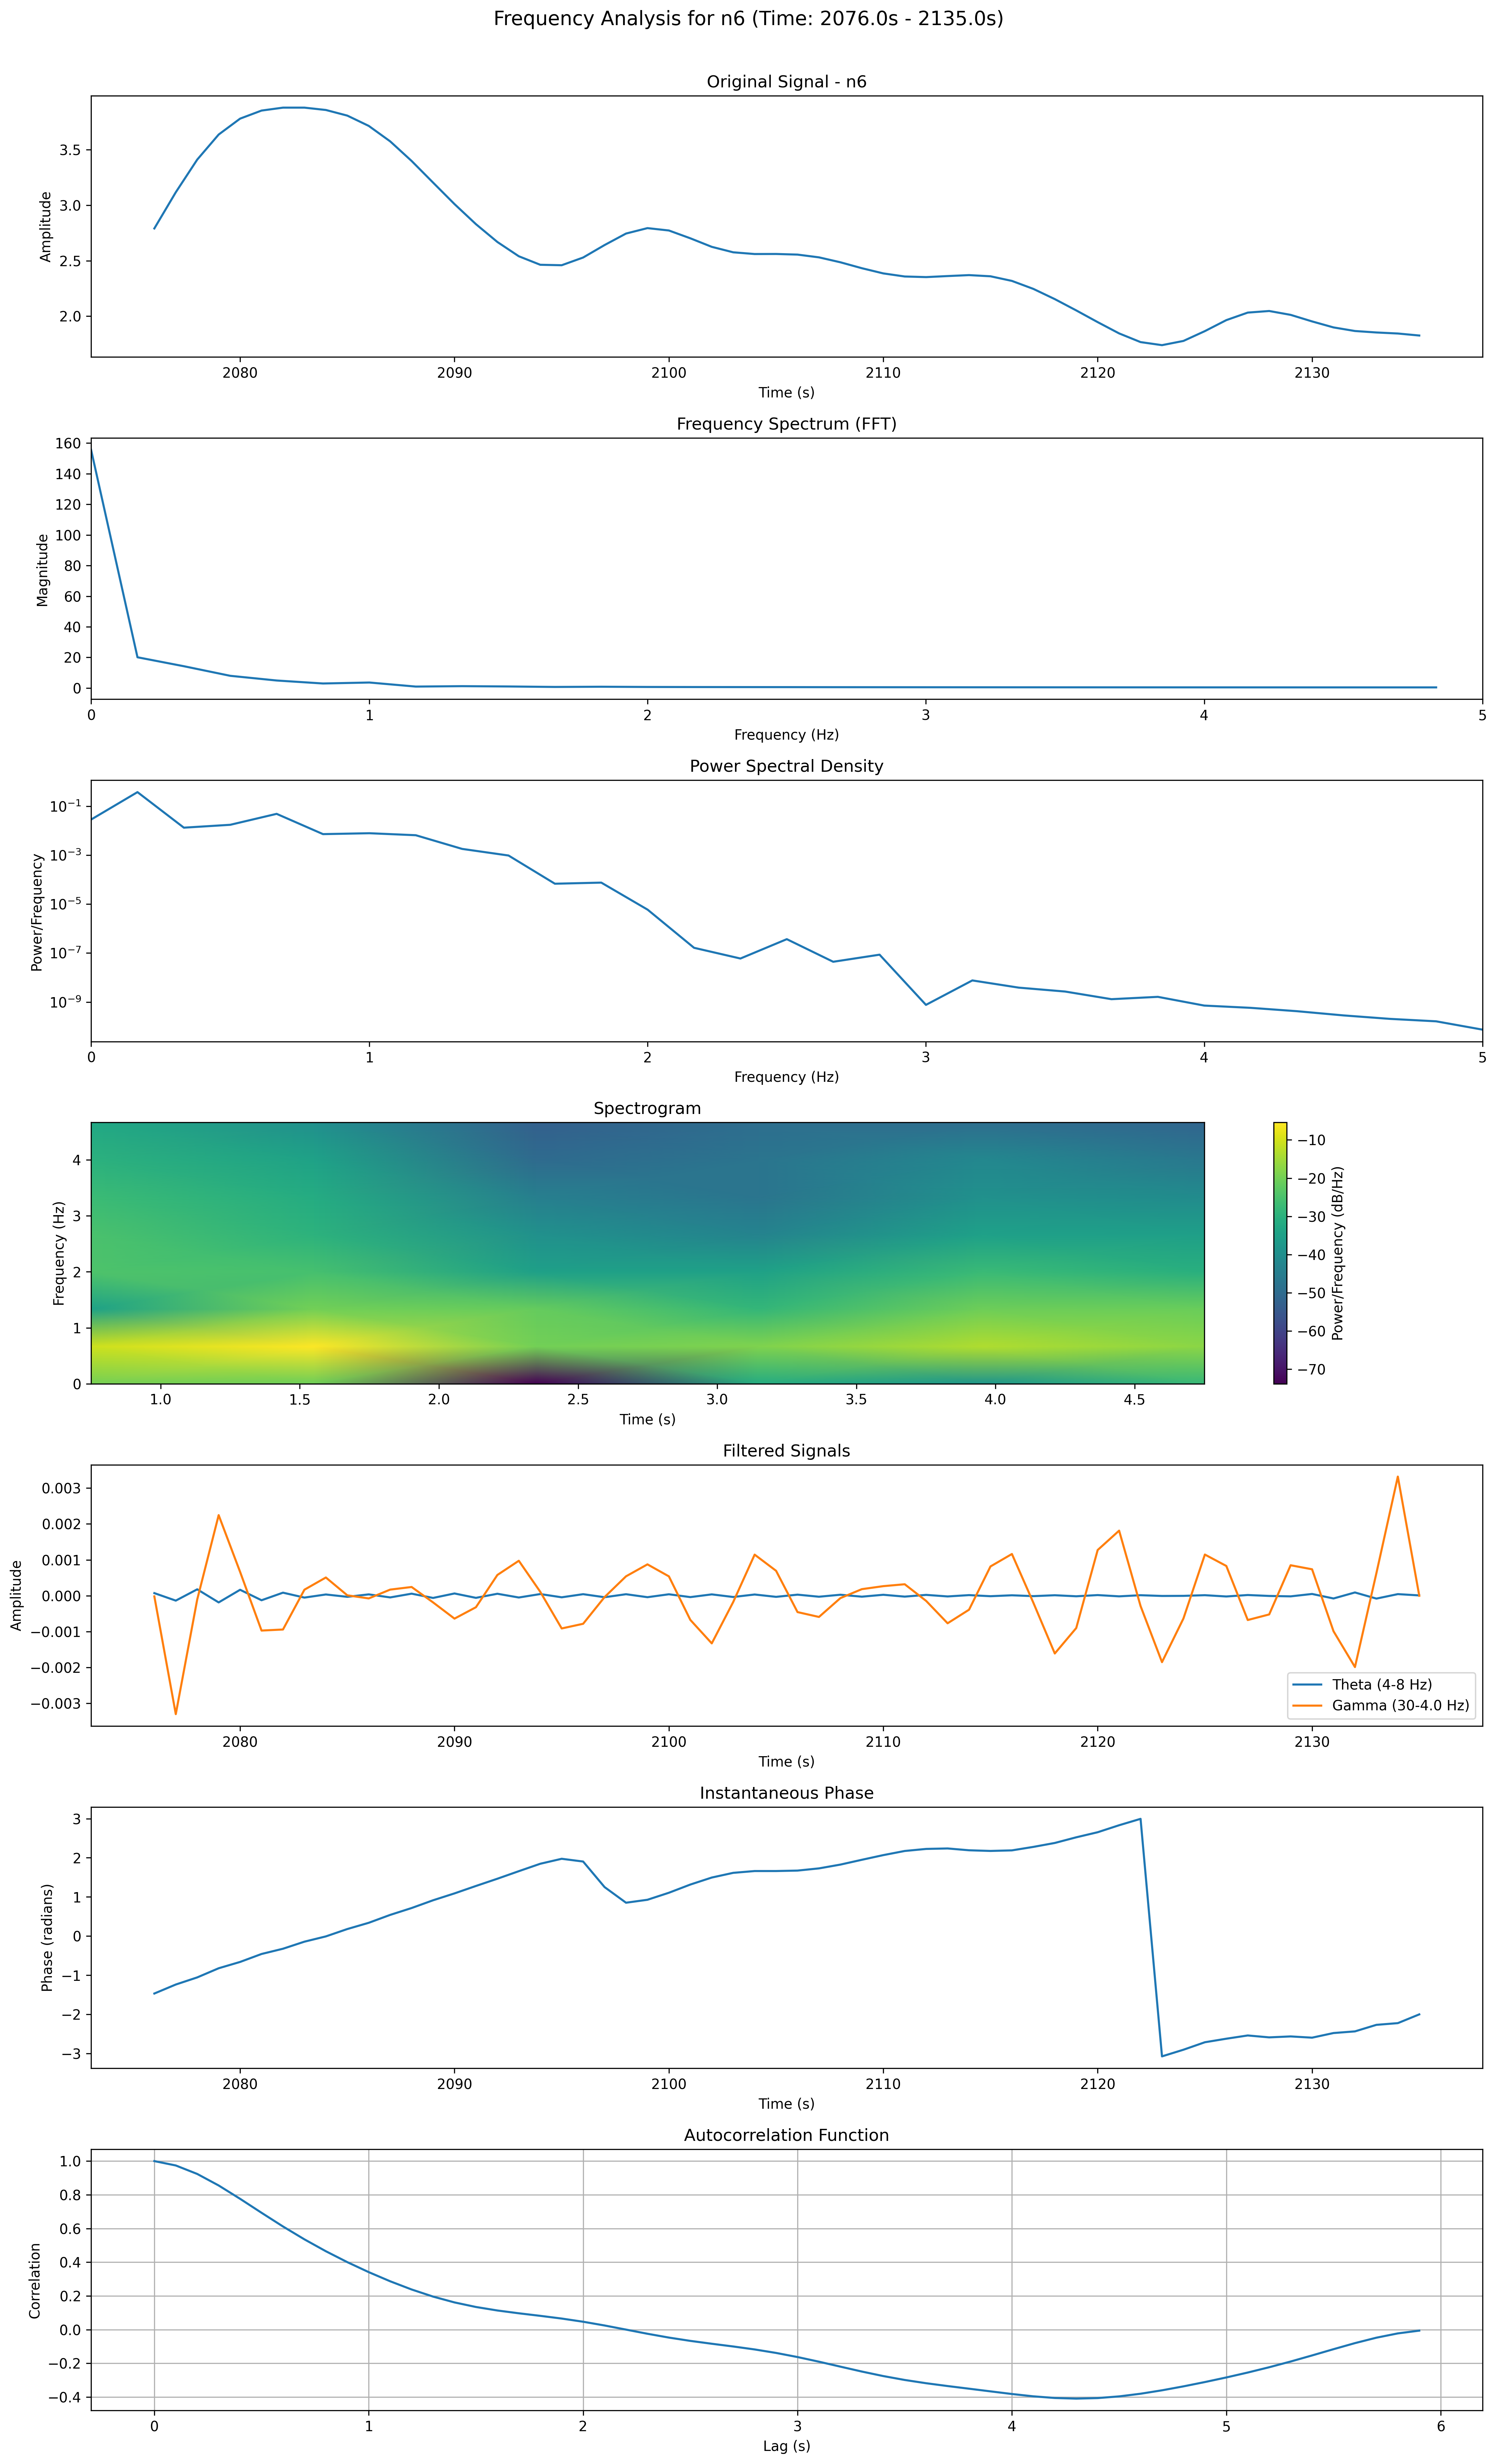 Frequency Analysis for n6 (Time: 2076.0s - 2135.0s)
Original Signal - n6
Amplitude
3.5
3.0
2.5
2.0
2080 2090 2100 2110 2120 2130
Time (s)
Frequency Spectrum (FFT)
Magnitude
160
140
120
100
80
60
40
20
0
0 1 2 3 4 5
Frequency (Hz)
Power Spectral Density
Power/Frequency
10⁻¹
10⁻³
10⁻⁵
10⁻⁷
10⁻⁹
0 1 2 3 4 5
Frequency (Hz)
Spectrogram
Frequency (Hz)
4
3
2
1
0
1.0 1.5 2.0 2.5 3.0 3.5 4.0 4.5
Time (s)
−10
−20
−30
−40
−50
−60
−70
Power/Frequency (dB/Hz)
Filtered Signals
Amplitude
0.003
0.002
0.001
0.000
−0.001
−0.002
−0.003
Theta (4-8 Hz)
Gamma (30-4.0 Hz)
2080 2090 2100 2110 2120 2130
Time (s)
Instantaneous Phase
Phase (radians)
3
2
1
0
−1
−2
−3
2080 2090 2100 2110 2120 2130
Time (s)
Autocorrelation Function
Correlation
1.0
0.8
0.6
0.4
0.2
0.0
−0.2
−0.4
0 1 2 3 4 5 6
Lag (s)